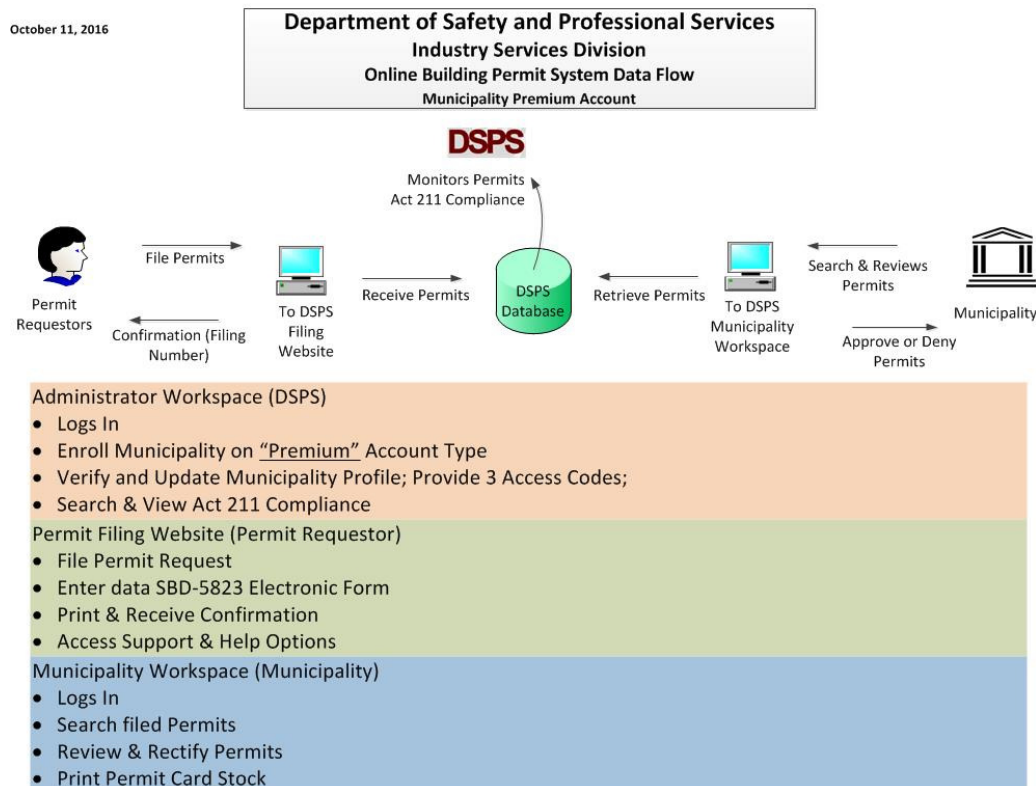 October 11, 2016
Department of Safety and Professional Services
Industry Services Division
Online Building Permit System Data Flow
Municipality Premium Account
DSPS
Monitors Permits
Act 211 Compliance
File Permits
Permit
Requestors
Confirmation (Filing
Number)
To DSPS
Filing
Website
Receive Permits
DSPS
Database
Retrieve Permits
To DSPS
Municipality
Workspace
Search & Reviews
Permits
Municipality
Approve or Deny
Permits
Administrator Workspace (DSPS)
• Logs In
• Enroll Municipality on “Premium” Account Type
• Verify and Update Municipality Profile; Provide 3 Access Codes;
• Search & View Act 211 Compliance
Permit Filing Website (Permit Requestor)
• File Permit Request
• Enter data SBD-5823 Electronic Form
• Print & Receive Confirmation
• Access Support & Help Options
Municipality Workspace (Municipality)
• Logs In
• Search filed Permits
• Review & Rectify Permits
• Print Permit Card Stock